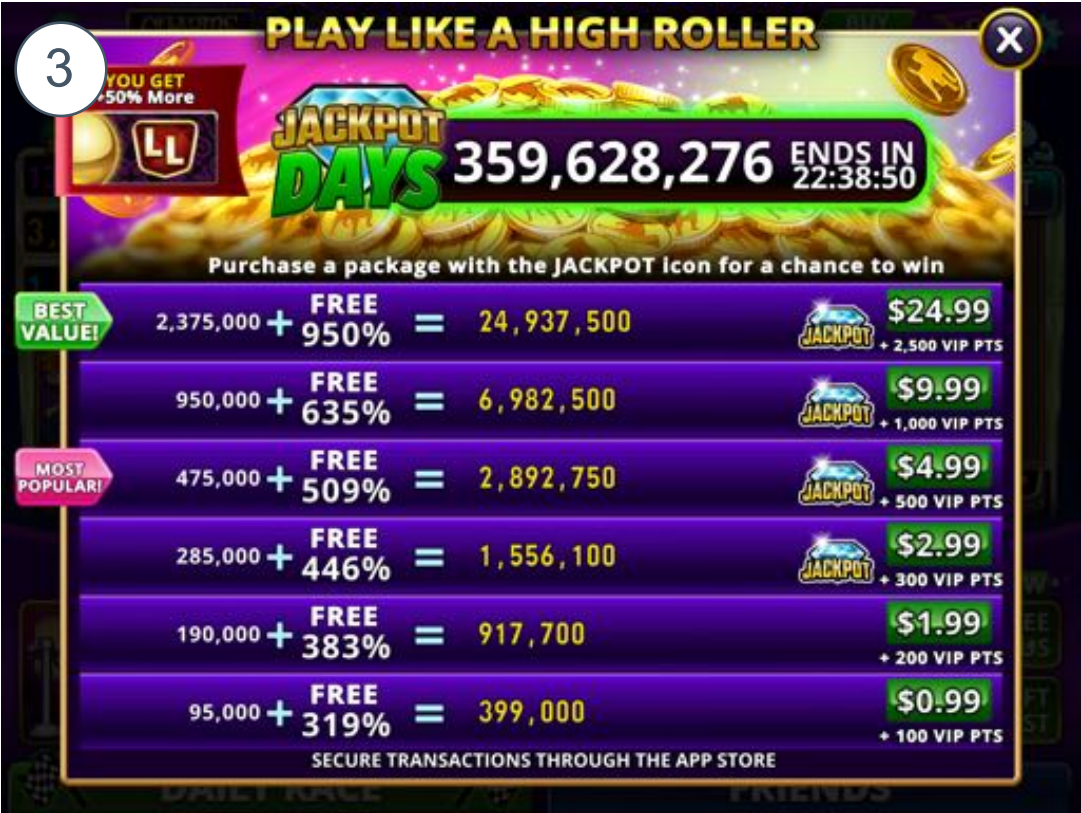 PLAY LIKE A HIGH ROLLER
3
YOU GET
+50% More
LL
JACKPOT
DAYS
359,628,276
ENDS IN
22:38:50
Purchase a package with the JACKPOT icon for a chance to win
BEST
VALUE!
2,375,000 + FREE
950% = 24,937,500
JACKPOT
$24.99
+ 2,500 VIP PTS
950,000 + FREE
635% = 6,982,500
JACKPOT
$9.99
+ 1,000 VIP PTS
MOST
POPULAR!
475,000 + FREE
509% = 2,892,750
JACKPOT
$4.99
+ 500 VIP PTS
285,000 + FREE
446% = 1,556,100
JACKPOT
$2.99
+ 300 VIP PTS
190,000 + FREE
383% = 917,700
$1.99
+ 200 VIP PTS
95,000 + FREE
319% = 399,000
$0.99
+ 100 VIP PTS
SECURE TRANSACTIONS THROUGH THE APP STORE
DAILY RACE
FRIENDS